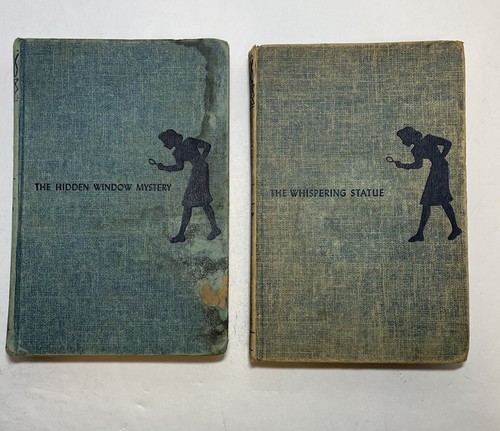 THE HIDDEN WINDOW MYSTERY
THE WHISPERING STATUE